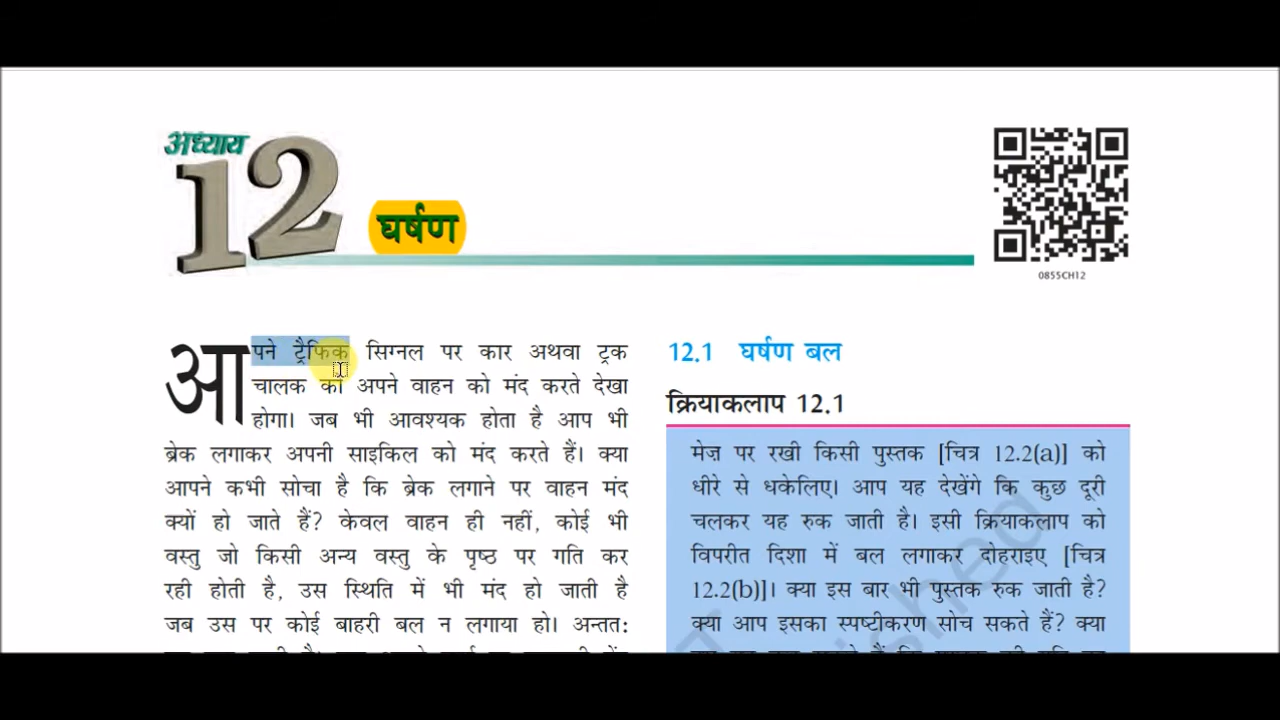 अध्याय
12
घर्षण
0855CH12
आपने ट्रैफिक सिग्नल पर कार अथवा ट्रक
चालक को अपने वाहन को मंद करते देखा
होगा। जब भी आवश्यक होता है आप भी
ब्रेक लगाकर अपनी साइकिल को मंद करते हैं। क्या
आपने कभी सोचा है कि ब्रेक लगाने पर वाहन मंद
क्यों हो जाते हैं? केवल वाहन ही नहीं, कोई भी
वस्तु जो किसी अन्य वस्तु के पृष्ठ पर गति कर
रही होती है, उस स्थिति में भी मंद हो जाती है
जब उस पर कोई बाहरी बल न लगाया हो। अन्ततः
12.1 घर्षण बल
क्रियाकलाप 12.1
मेज़ पर रखी किसी पुस्तक [चित्र 12.2(a)] को
धीरे से धकेलिए। आप यह देखेंगे कि कुछ दूरी
चलकर यह रुक जाती है। इसी क्रियाकलाप को
विपरीत दिशा में बल लगाकर दोहराइए [चित्र
12.2(b)]। क्या इस बार भी पुस्तक रुक जाती है?
क्या आप इसका स्पष्टीकरण सोच सकते हैं? क्या